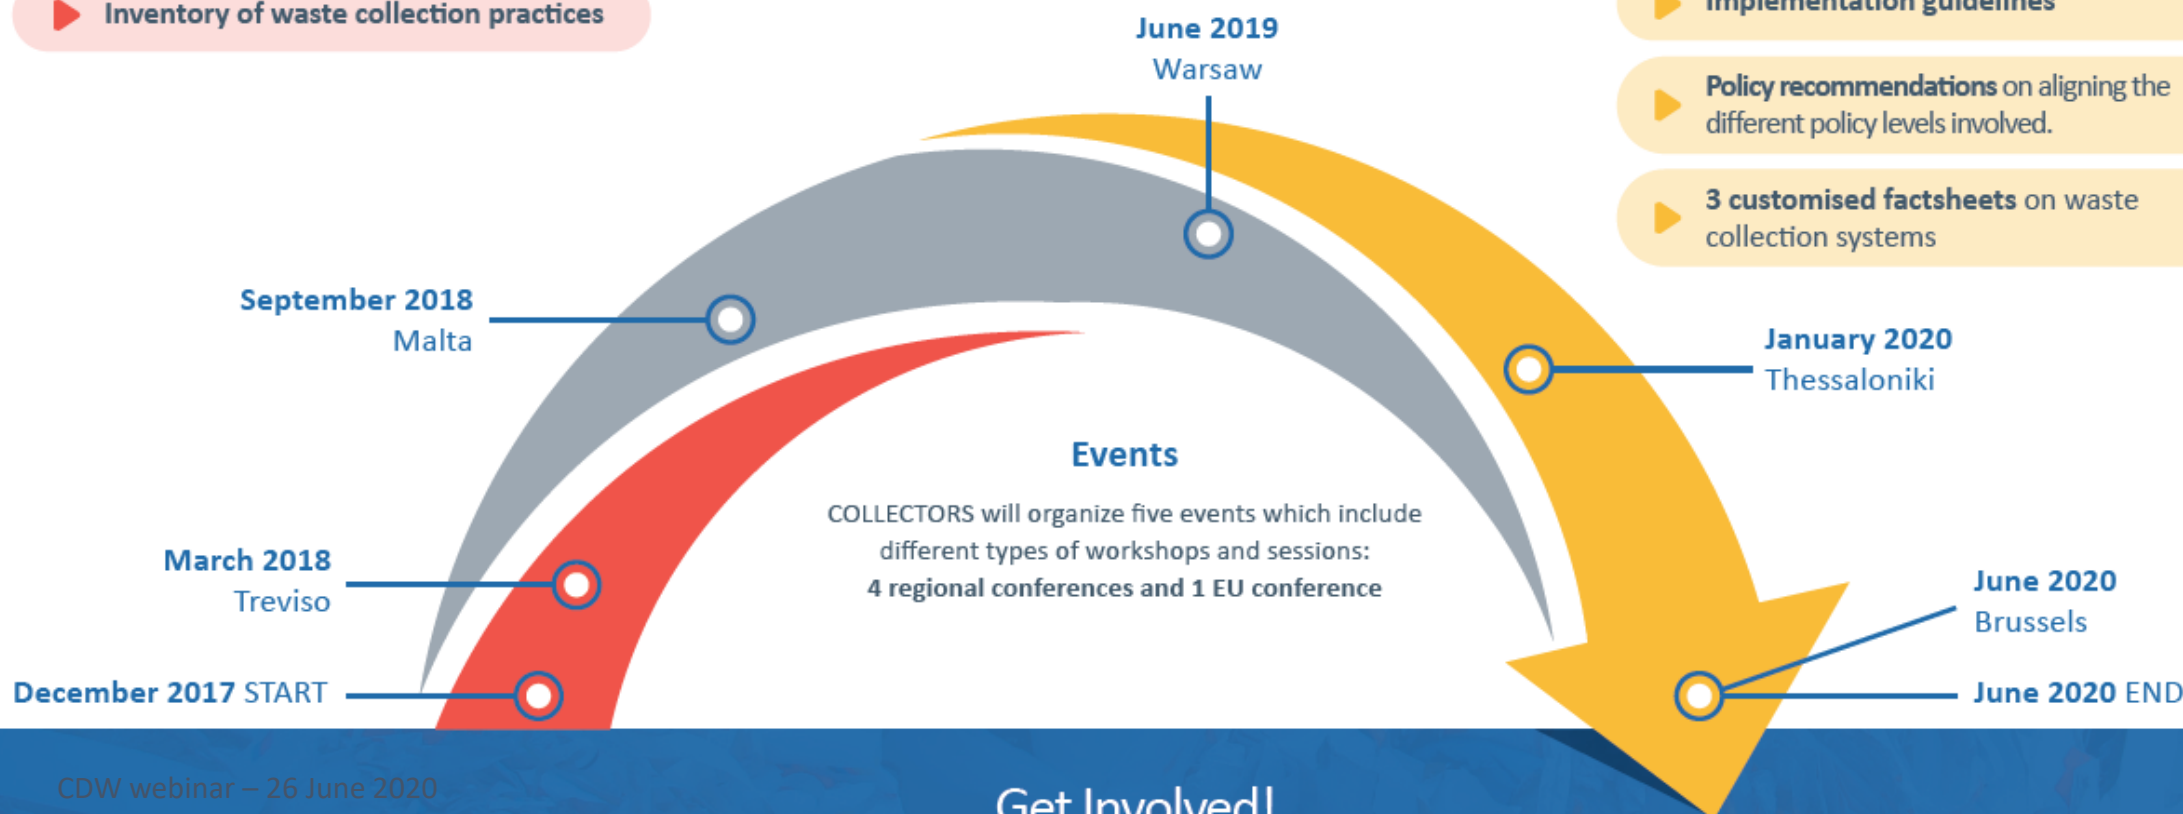 Inventory of waste collection practices
June 2019
Warsaw
Implementation guidelines
Policy recommendations on aligning the
different policy levels involved.
3 customised factsheets on waste
collection systems
September 2018
Malta
January 2020
Thessaloniki
Events
COLLECTORS will organize five events which include
different types of workshops and sessions:
4 regional conferences and 1 EU conference
March 2018
Treviso
June 2020
Brussels
December 2017 START
June 2020 END
CDW webinar – 26 June 2020
Get Involved!